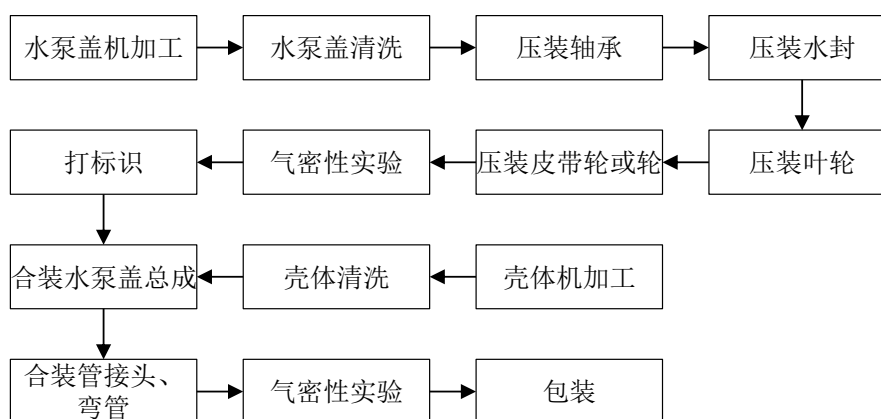 水泵盖机加工
水泵盖清洗
压装轴承
压装水封
打标识
气密性实验
压装皮带轮或轮
压装叶轮
合装水泵盖总成
壳体清洗
壳体机加工
合装管接头、
弯管
气密性实验
包装